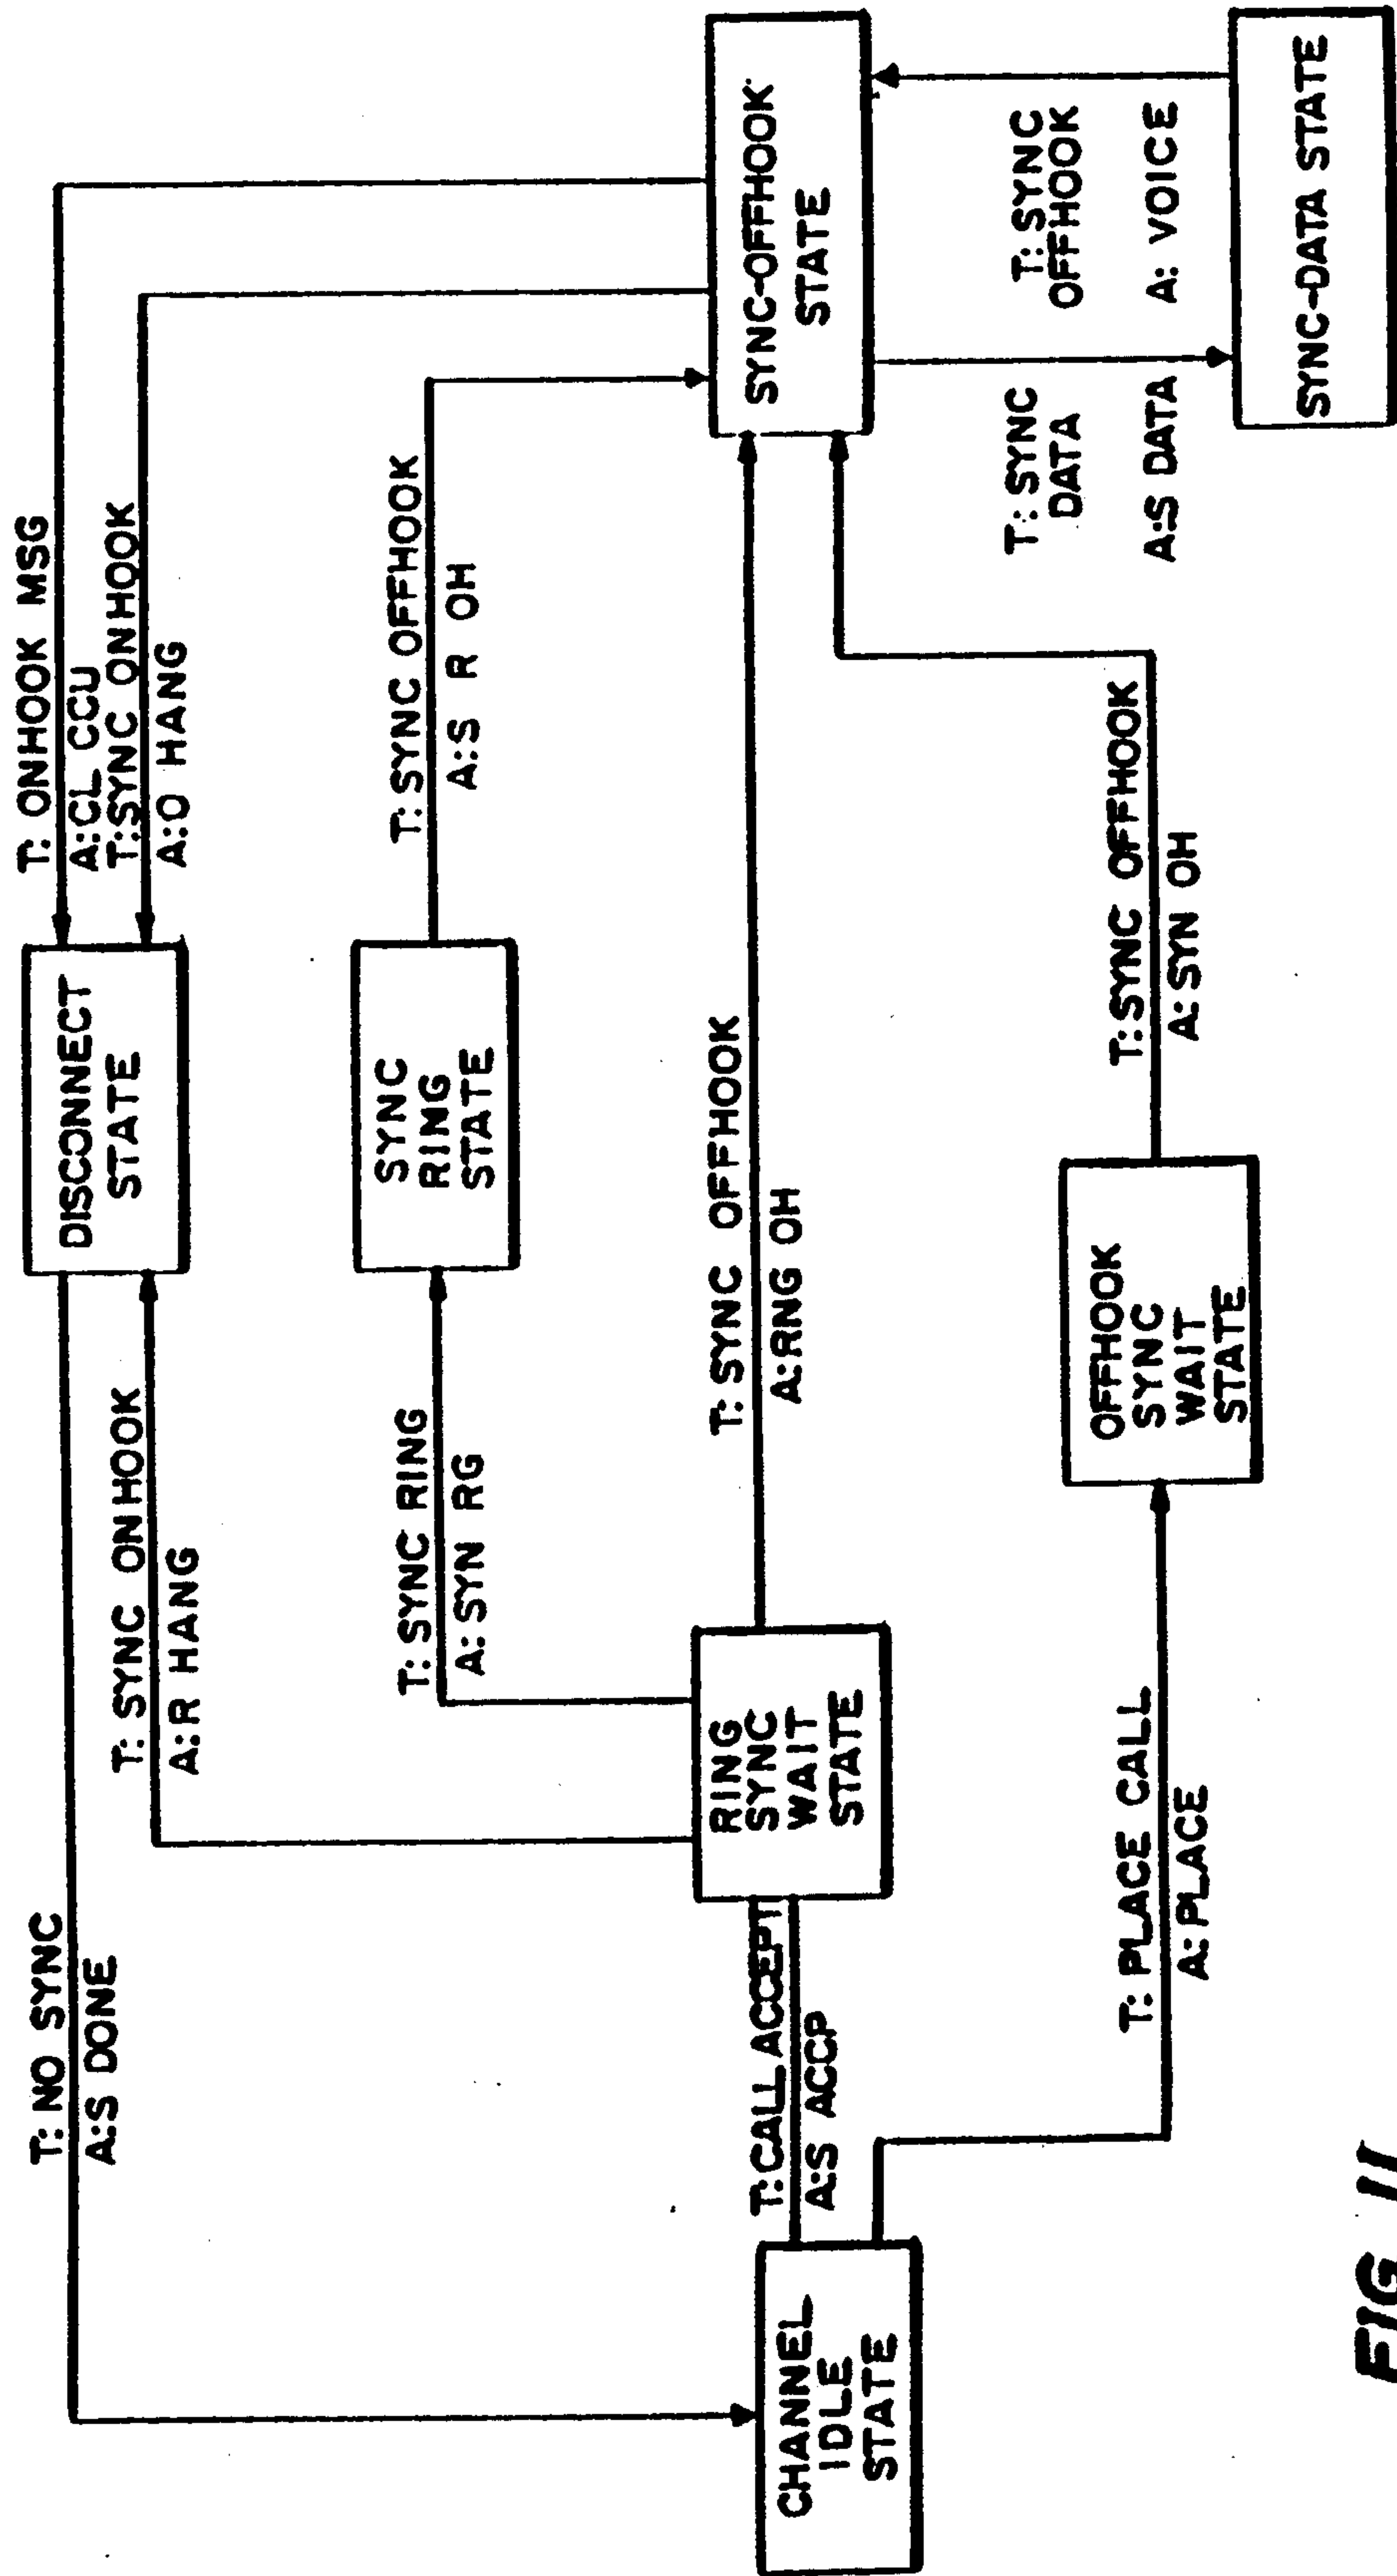 T: NO SYNC
A:S DONE
T: SYNC ONHOOK
A:R HANG
DISCONNECT
STATE
T: ONHOOK MSG
A:CL CCU
T:SYNC ONHOOK
A:O HANG
T: SYNC RING
A: SYN RG
SYNC
RING
STATE
T: SYNC OFFHOOK
A:S R OH
CHANNEL
IDLE
STATE
T:CALL ACCEPT
A:S ACCP
RING
SYNC
WAIT
STATE
T: SYNC OFFHOOK
A:RNG OH
SYNC-OFFHOOK
STATE
T: PLACE CALL
A: PLACE
OFFHOOK
SYNC
WAIT
STATE
T:SYNC OFFHOOK
A: SYN OH
T: SYNC
DATA
A:S DATA
T: SYNC
OFFHOOK
A: VOICE
SYNC-DATA STATE
FIG. 11